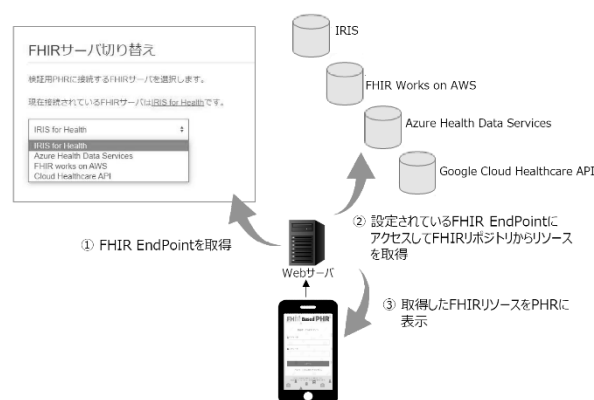 FHIRサーバ切り替え
検証用PHRに接続するFHIRサーバを選択します。
現在接続されているFHIRサーバはIRIS for Healthです。
IRIS for Health
IRIS for Health
Azure Health Data Services
FHIR works on AWS
Cloud Healthcare API
IRIS
FHIR Works on AWS
Azure Health Data Services
Google Cloud Healthcare API
① FHIR EndPointを取得
② 設定されているFHIR EndPointに
アクセスしてFHIRリポジトリからリソース
を取得
Webサーバ
③ 取得したFHIRリソースをPHRに
表示
FHIR Based PHR